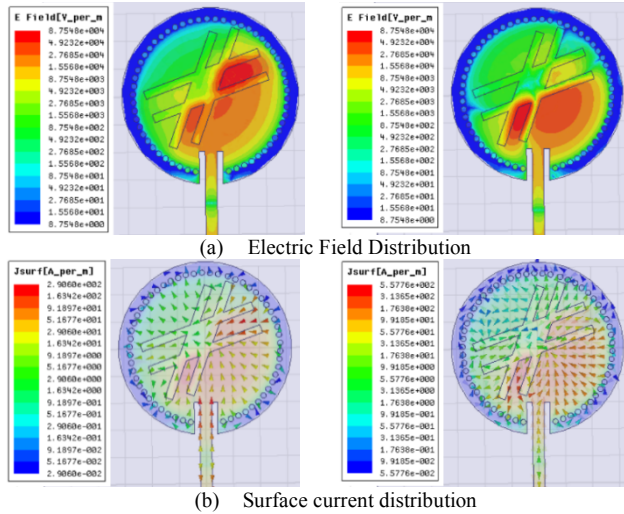 E Field[V_per_m
8.7548e+004
4.9232e+004
2.7685e+004
1.5568e+004
8.7548e+003
4.9232e+003
2.7685e+003
1.5568e+003
8.7548e+002
4.9232e+002
2.7685e+002
1.5568e+002
8.7548e+001
4.9232e+001
2.7685e+001
1.5568e+001
8.7548e+000
E Field[V_per_m
8.7548e+004
4.9232e+004
2.7685e+004
1.5568e+004
8.7548e+003
4.9232e+003
2.7685e+003
1.5568e+003
8.7548e+002
4.9232e+002
2.7685e+002
1.5568e+002
8.7548e+001
4.9232e+001
2.7685e+001
1.5568e+001
8.7548e+000
(a) Electric Field Distribution
Jsurf[A_per_m]
2.9060e+002
1.6342e+002
9.1897e+001
5.1677e+001
2.9060e+001
1.6342e+001
9.1897e+000
5.1677e+000
2.9060e+000
1.6342e+000
9.1897e-001
5.1677e-001
2.9060e-001
1.6342e-001
9.1897e-002
5.1677e-002
2.9060e-002
Jsurf[A_per_m]
5.5776e+002
3.1365e+002
1.7638e+002
9.9185e+001
5.5776e+001
3.1365e+001
1.7638e+001
9.9185e+000
5.5776e+000
3.1365e+000
1.7638e+000
9.9185e-001
5.5776e-001
3.1365e-001
1.7638e-001
9.9185e-002
5.5776e-002
(b) Surface current distribution